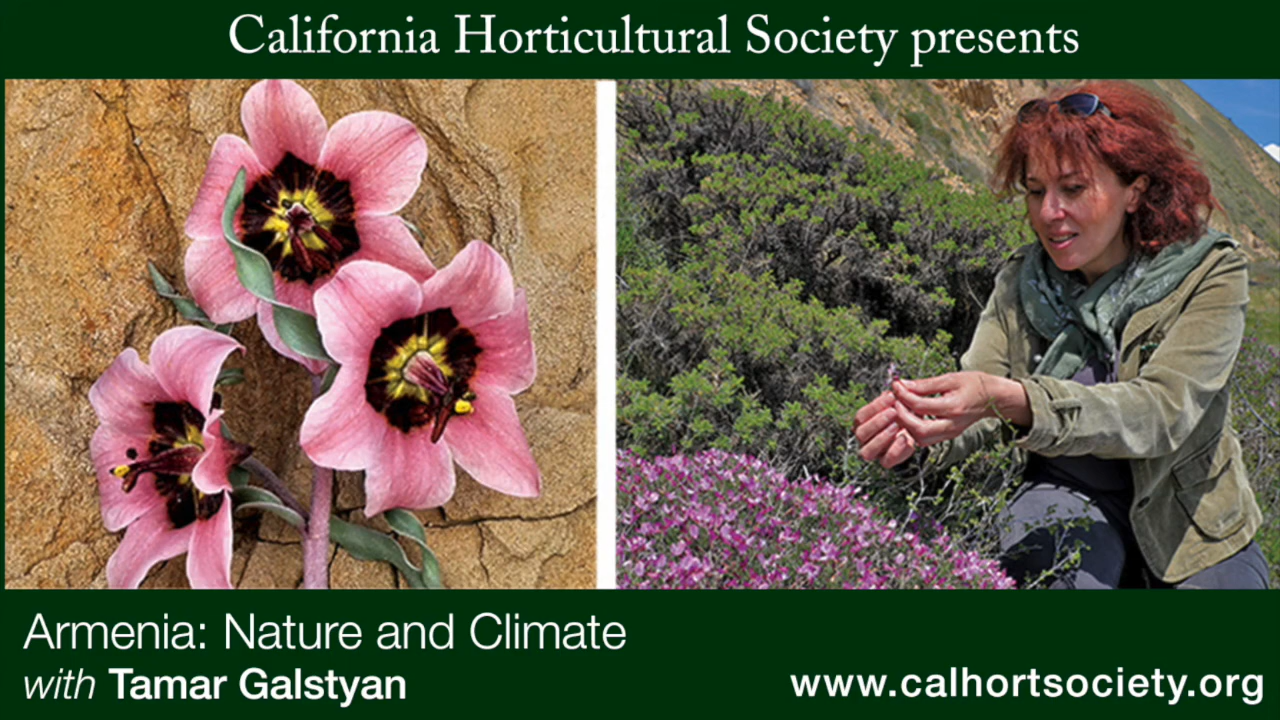 California Horticultural Society presents
Armenia: Nature and Climate
with Tamar Galstyan
www.calhortsociety.org